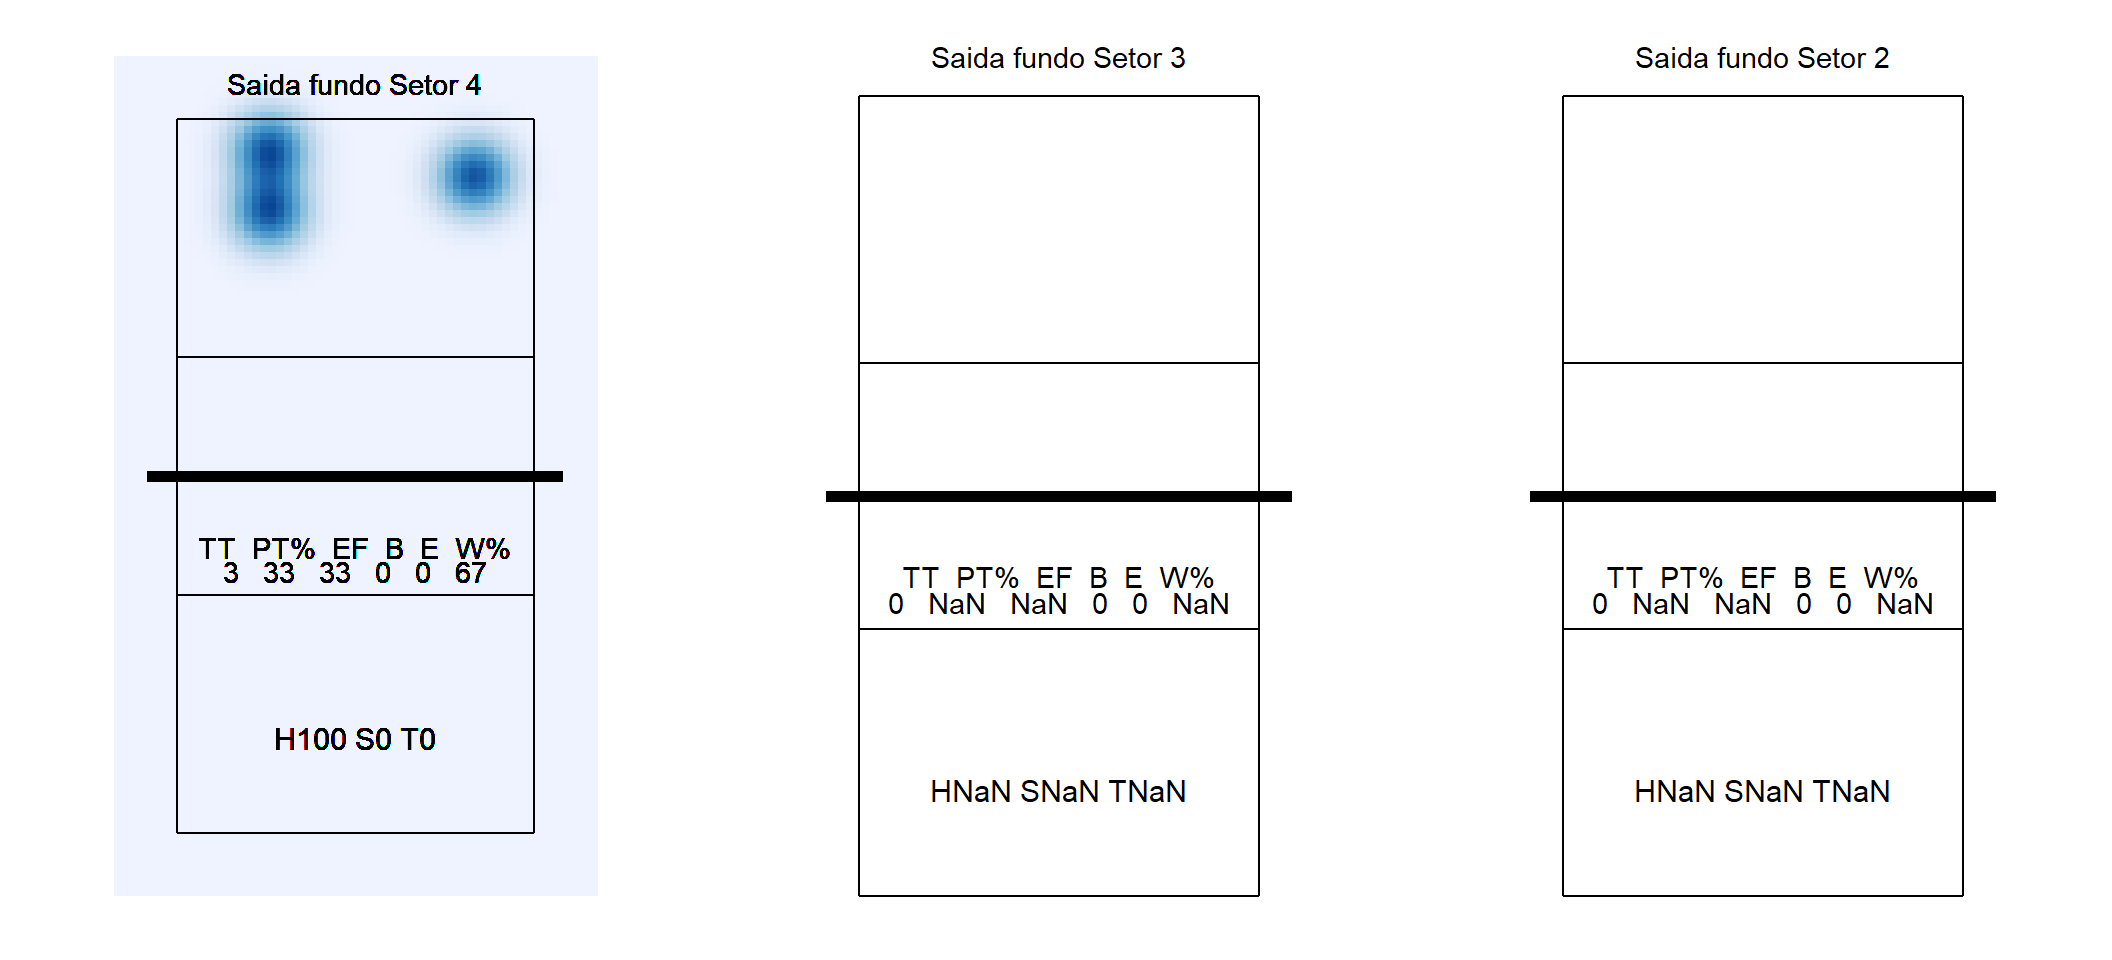 Saida fundo Setor 4
TT PT% EF B E W%
3 33 33 0 0 67
H100 S0 T0
Saida fundo Setor 3
TT PT% EF B E W%
0 NaN NaN 0 0 NaN
HNaN SNaN TNaN
Saida fundo Setor 2
TT PT% EF B E W%
0 NaN NaN 0 0 NaN
HNaN SNaN TNaN